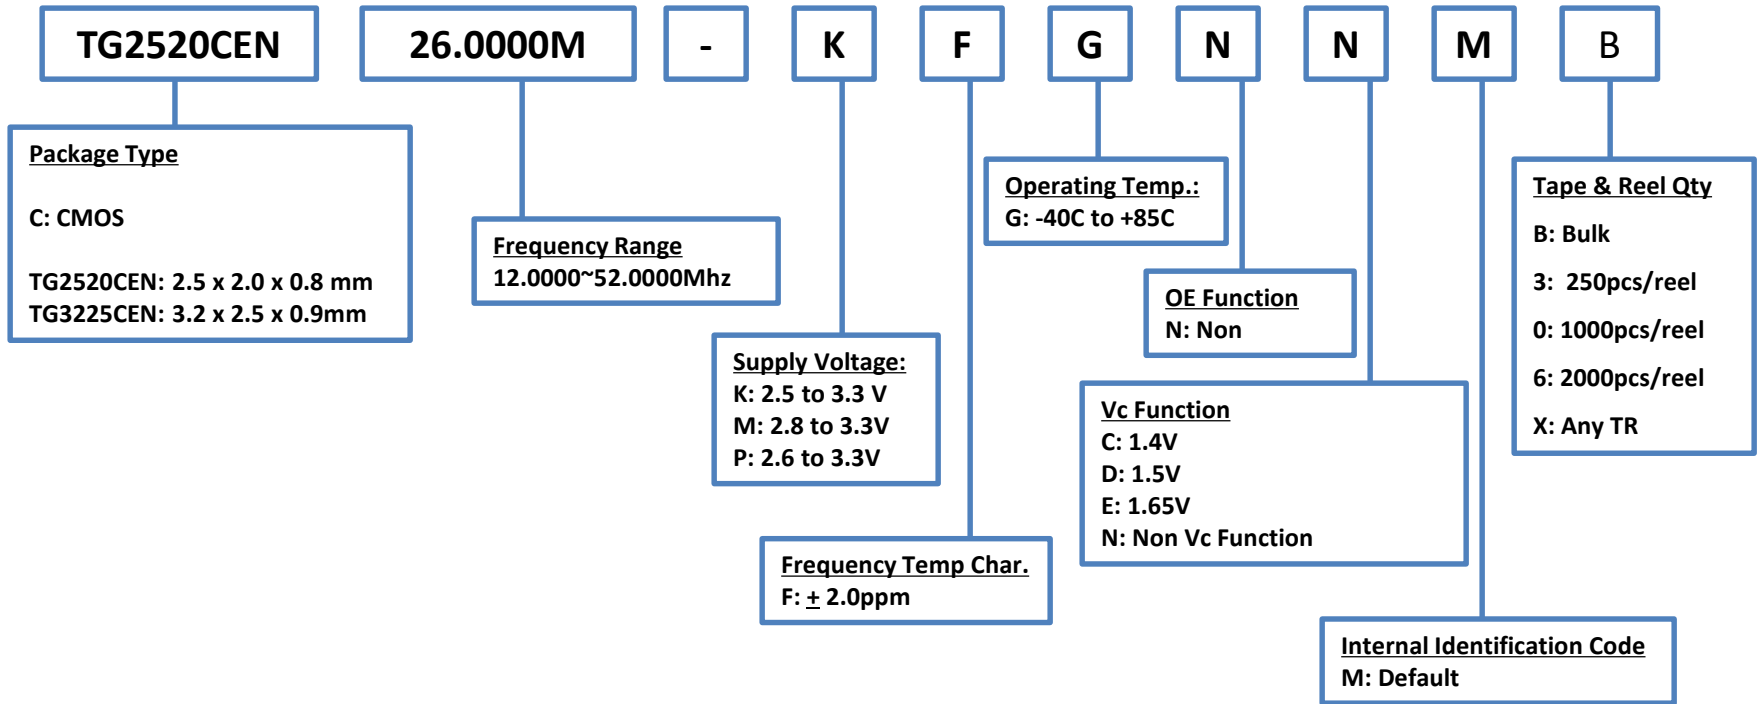 TG2520CEN 26.0000M - K F G N N M B
Package Type
C: CMOS
TG2520CEN: 2.5 x 2.0 x 0.8 mm
TG3225CEN: 3.2 x 2.5 x 0.9mm
Frequency Range
12.0000~52.0000Mhz
Supply Voltage:
K: 2.5 to 3.3 V
M: 2.8 to 3.3V
P: 2.6 to 3.3V
Frequency Temp Char.
F: ± 2.0ppm
Operating Temp.:
G: -40C to +85C
OE Function
N: Non
Vc Function
C: 1.4V
D: 1.5V
E: 1.65V
N: Non Vc Function
Internal Identification Code
M: Default
Tape & Reel Qty
B: Bulk
3: 250pcs/reel
0: 1000pcs/reel
6: 2000pcs/reel
X: Any TR